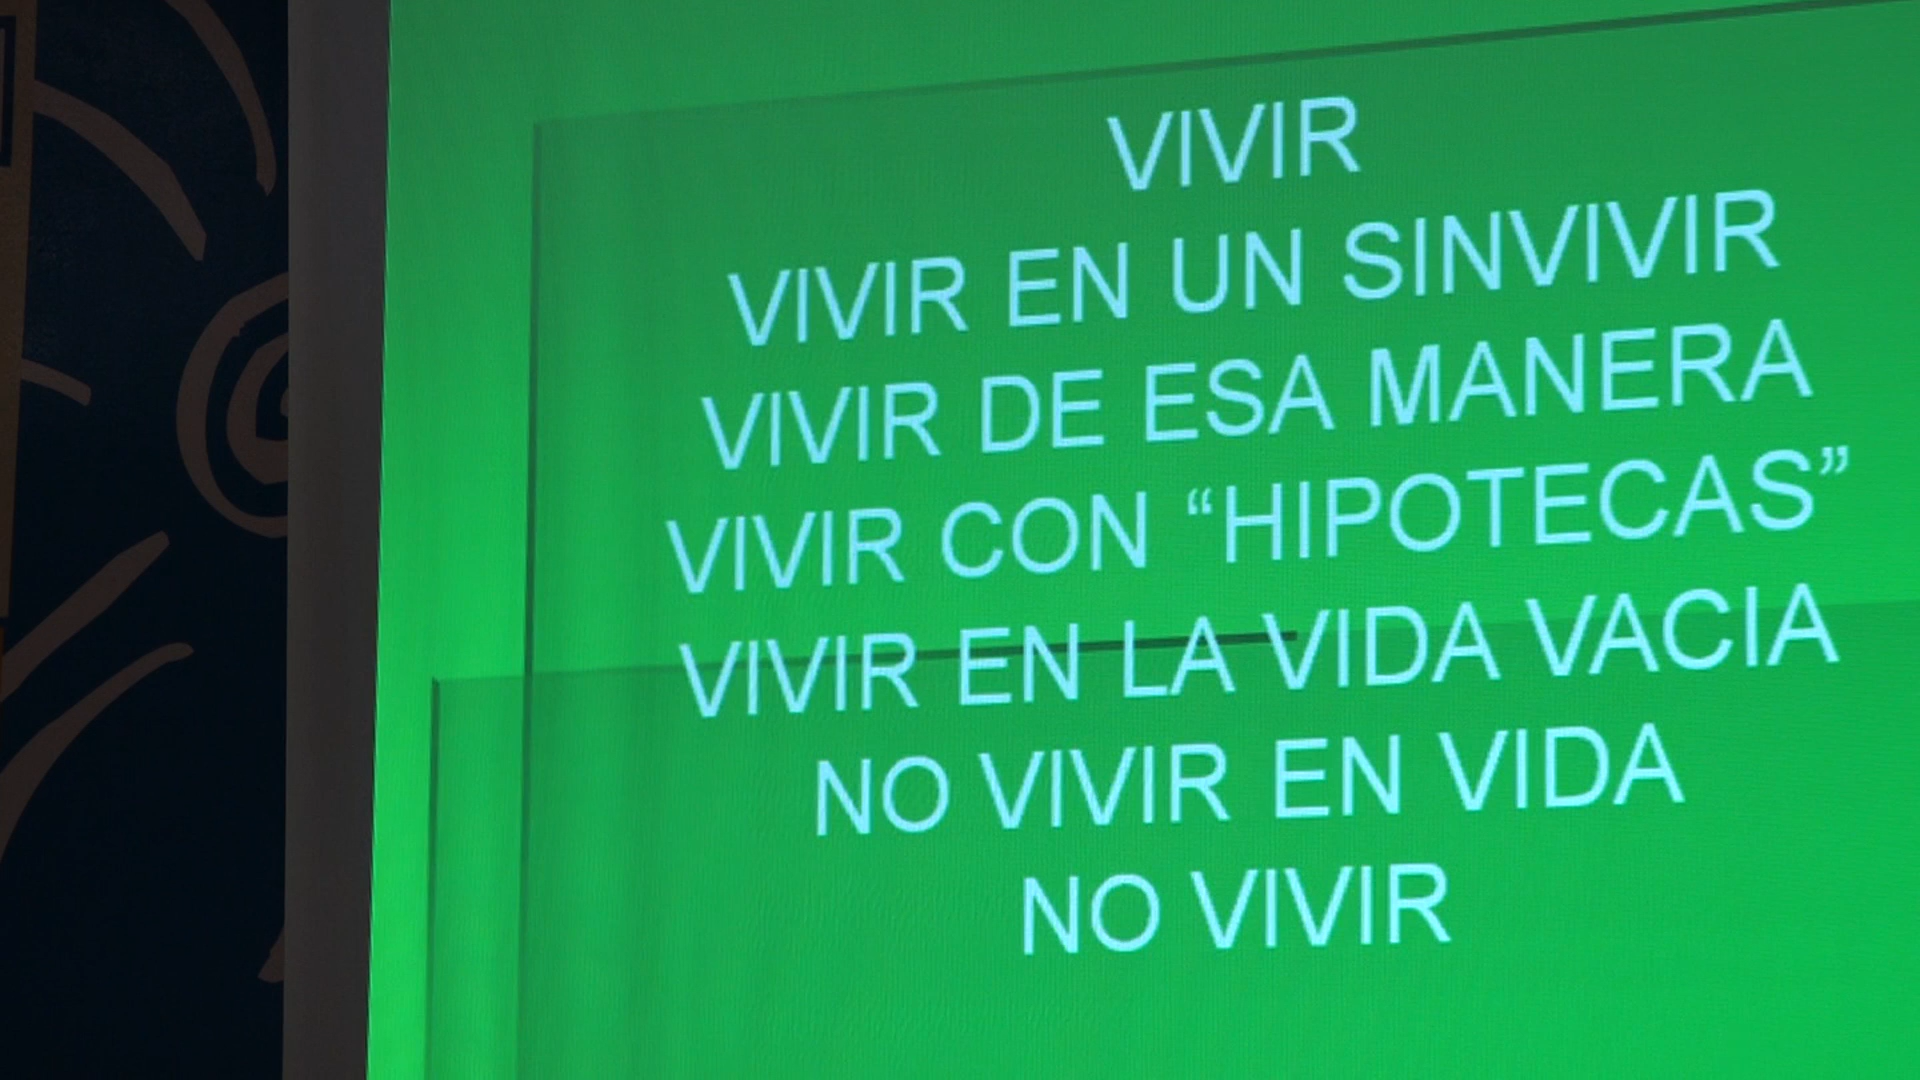 VIVIR
VIVIR EN UN SINVIVIR
VIVIR DE ESA MANERA
VIVIR CON “HIPOTECAS”
VIVIR EN LA VIDA VACIA
NO VIVIR EN VIDA
NO VIVIR